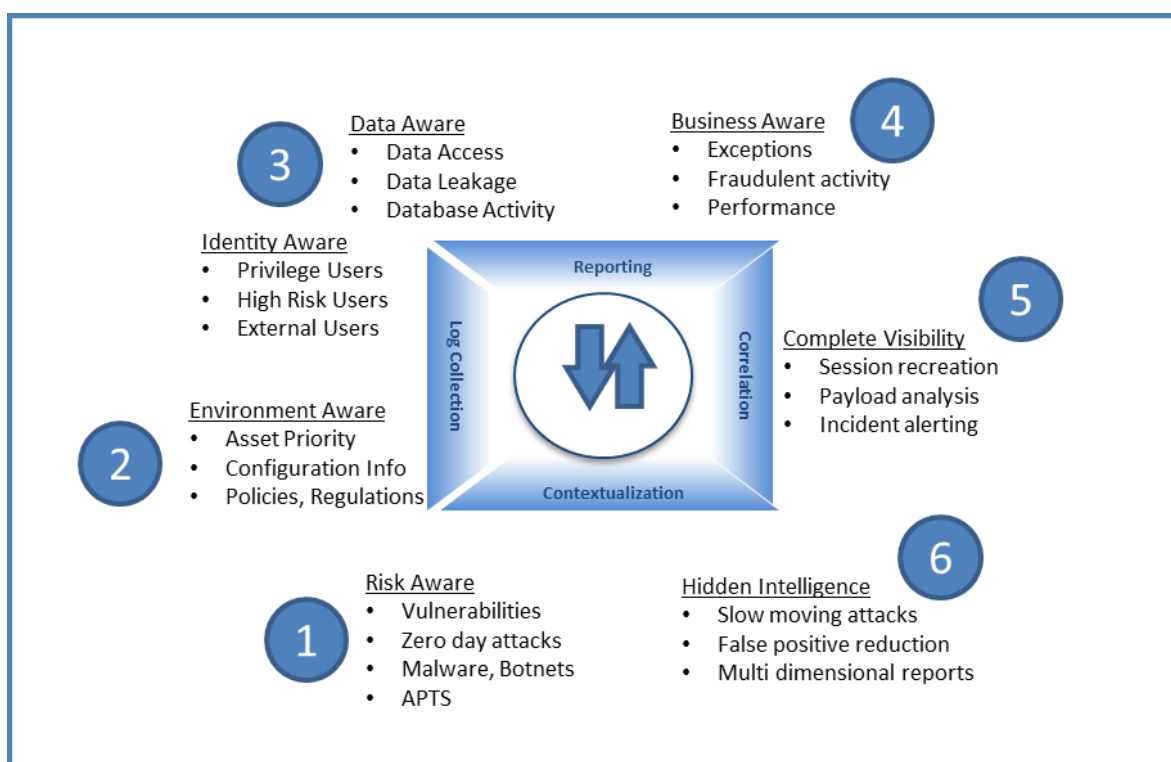 3
Data Aware
• Data Access
• Data Leakage
• Database Activity
4
Business Aware
• Exceptions
• Fraudulent activity
• Performance
Identity Aware
• Privilege Users
• High Risk Users
• External Users
Reporting
Log Collection
Correlation
Contextualization
5
Complete Visibility
• Session recreation
• Payload analysis
• Incident alerting
2
Environment Aware
• Asset Priority
• Configuration Info
• Policies, Regulations
1
Risk Aware
• Vulnerabilities
• Zero day attacks
• Malware, Botnets
• APTS
6
Hidden Intelligence
• Slow moving attacks
• False positive reduction
• Multi dimensional reports